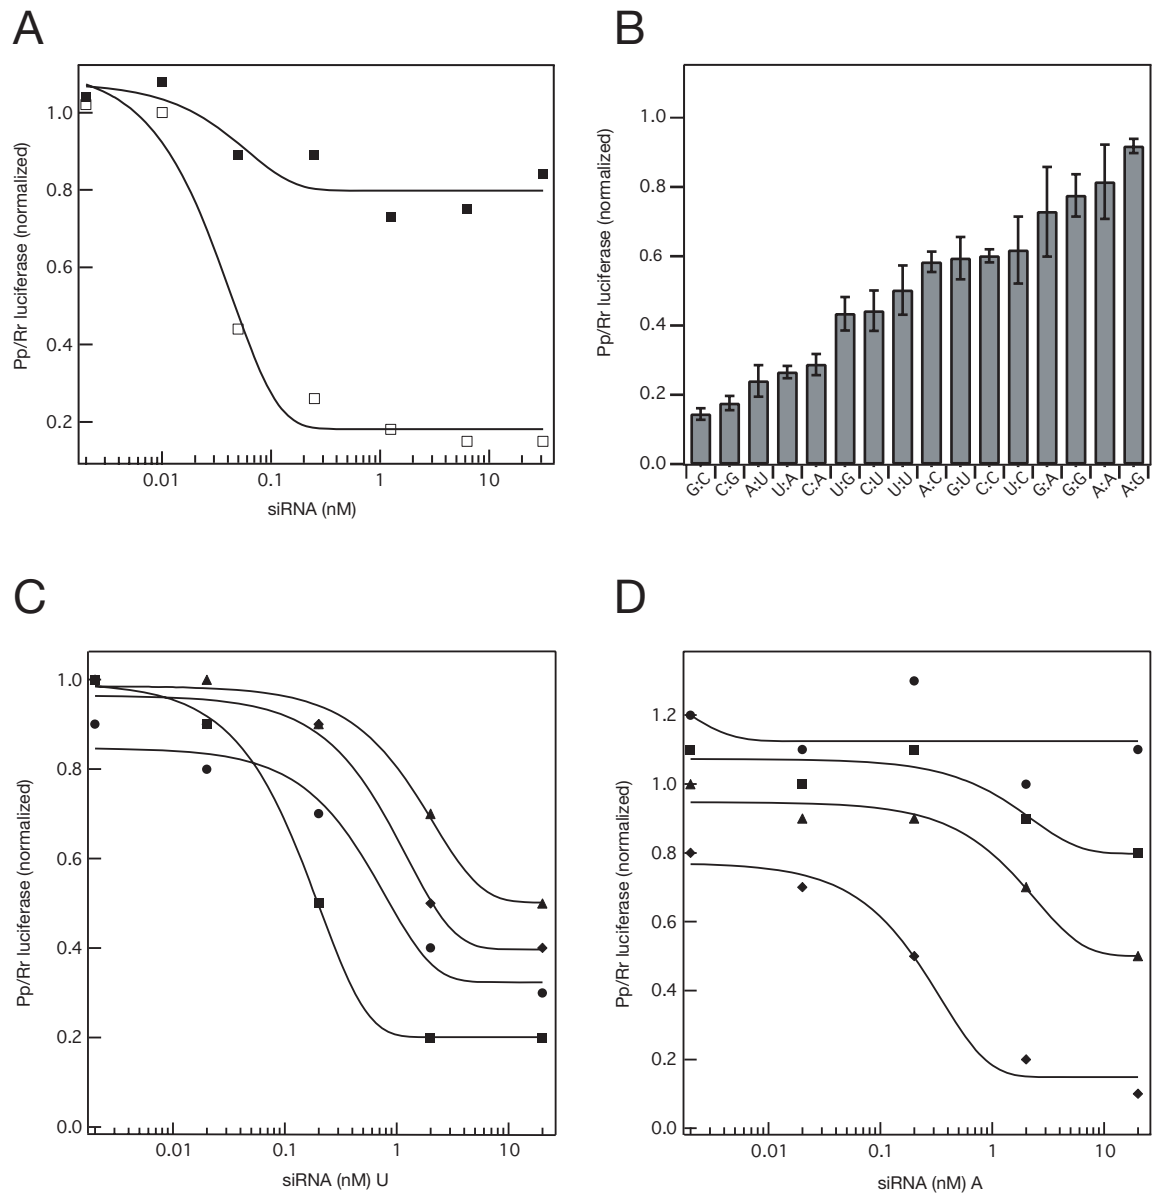 A
Pp/Rr luciferase (normalized)
1.0
0.8
0.6
0.4
0.2
0.01 0.1 1 10
siRNA (nM)
B
Pp/Rr luciferase (normalized)
1.0
0.8
0.6
0.4
0.2
0.0
G:C C:G A:U U:A C:A U:G C:U U:U A:C G:U C:C U:C G:A G:G A:A A:G
C
Pp/Rr luciferase (normalized)
1.0
0.8
0.6
0.4
0.2
0.0
0.01 0.1 1 10
siRNA (nM) U
D
Pp/Rr luciferase (normalized)
1.2
1.0
0.8
0.6
0.4
0.2
0.0
0.01 0.1 1 10
siRNA (nM) A